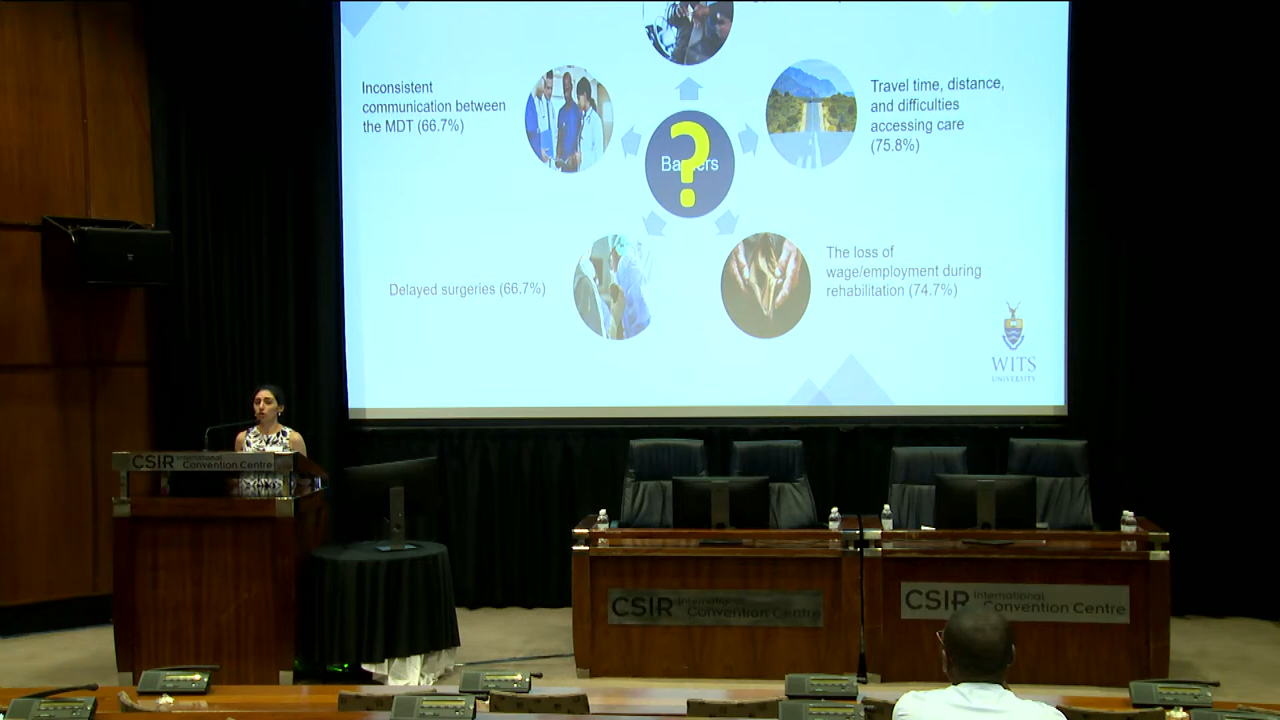 Inconsistent
communication between
the MDT (66.7%)
Travel time, distance,
and difficulties
accessing care
(75.8%)
?
Delayed surgeries (66.7%)
The loss of
wage/employment during
rehabilitation (74.7%)
WITS
UNIVERSITY
CSIR International
Convention Centre
CSIR International
Convention Centre
CSIR International
Convention Centre